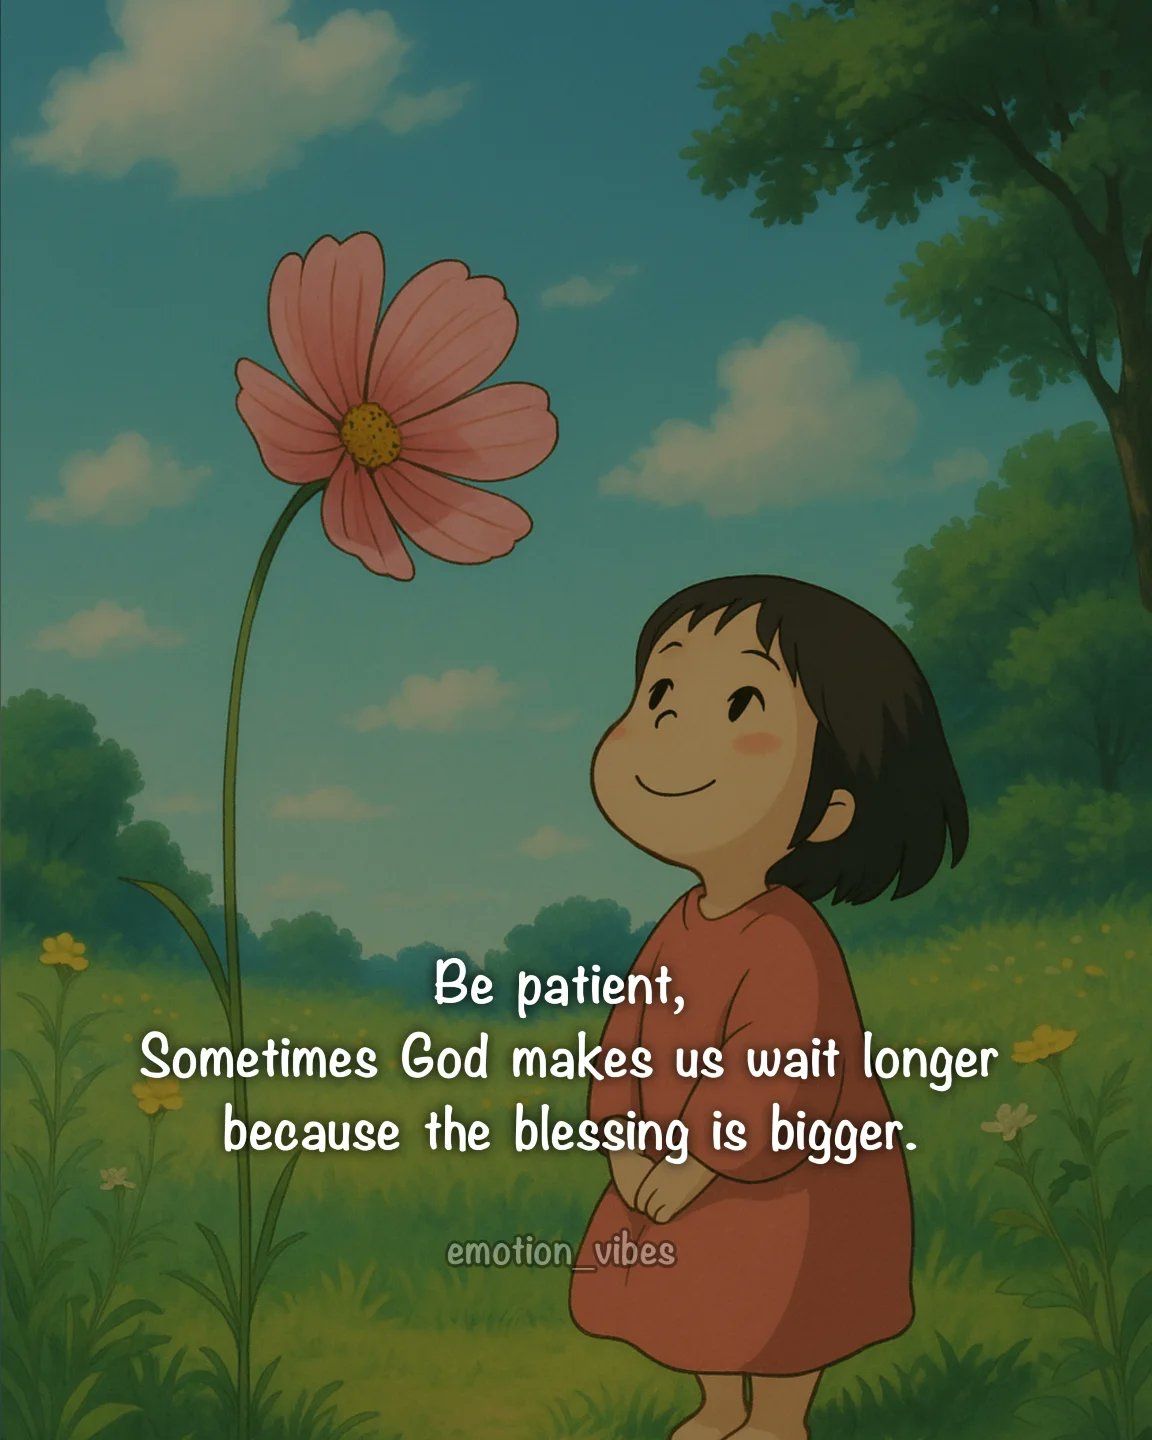 Be patient,
Sometimes God makes us wait longer
because the blessing is bigger.
emotion_vibes